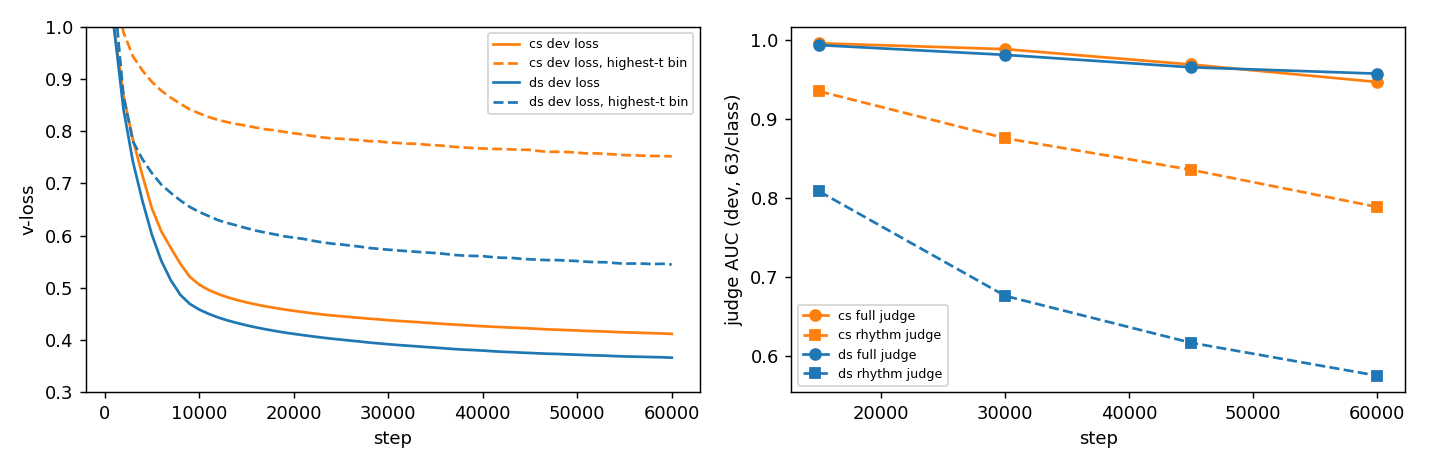 1.0
0.9
0.8
0.7
0.6
0.5
0.4
0.3
v-loss
0
10000
20000
30000
40000
50000
60000
step
cs dev loss
cs dev loss, highest-t bin
ds dev loss
ds dev loss, highest-t bin
1.0
0.9
0.8
0.7
0.6
judge AUC (dev, 63/class)
20000
30000
40000
50000
60000
step
cs full judge
cs rhythm judge
ds full judge
ds rhythm judge